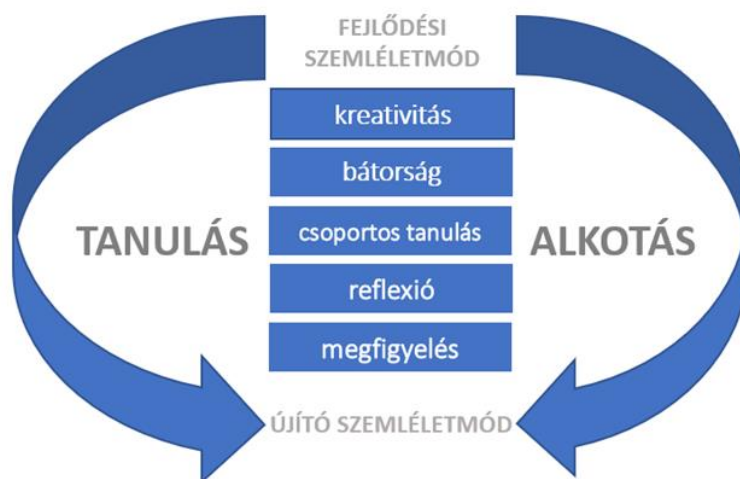 FEJLŐDÉSI
SZEMLÉLETMÓD
kreativitás
bátorság
TANULÁS
csoportos tanulás
ALKOTÁS
reflexió
megfigyelés
ÚJÍTÓ SZEMLÉLETMÓD